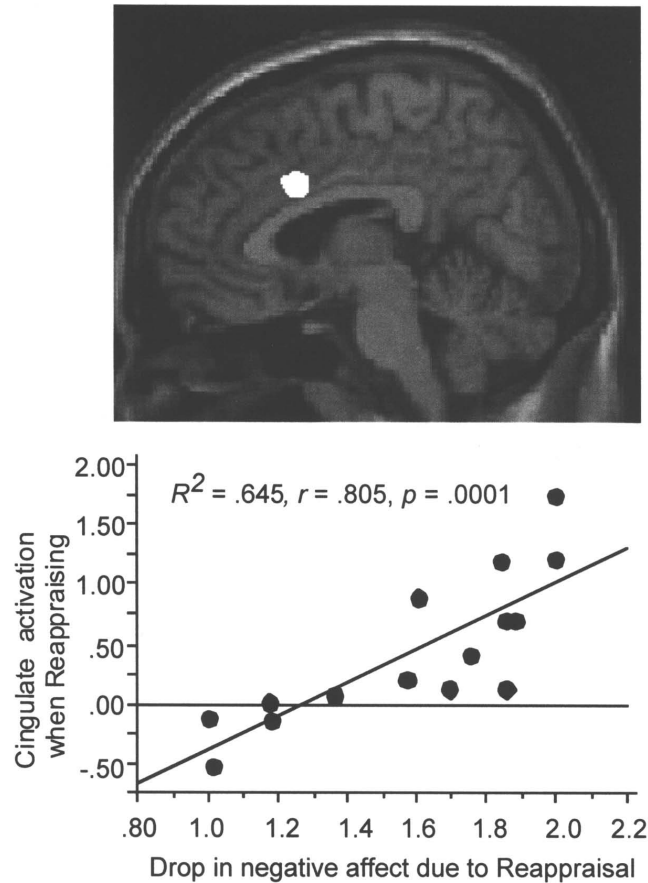 2.00
R² = .645, r = .805, p = .0001
1.50
1.00
.50
.00
-.50
Cingulate activation
when Reappraising
.80 1.0 1.2 1.4 1.6 1.8 2.0 2.2
Drop in negative affect due to Reappraisal